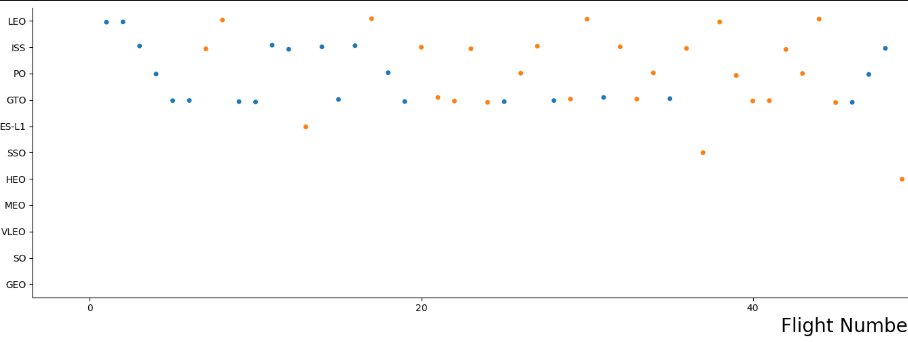 LEO
ISS
PO
GTO
ES-L1
SSO
HEO
MEO
VLEO
SO
GEO
0 20 40
Flight Numbe